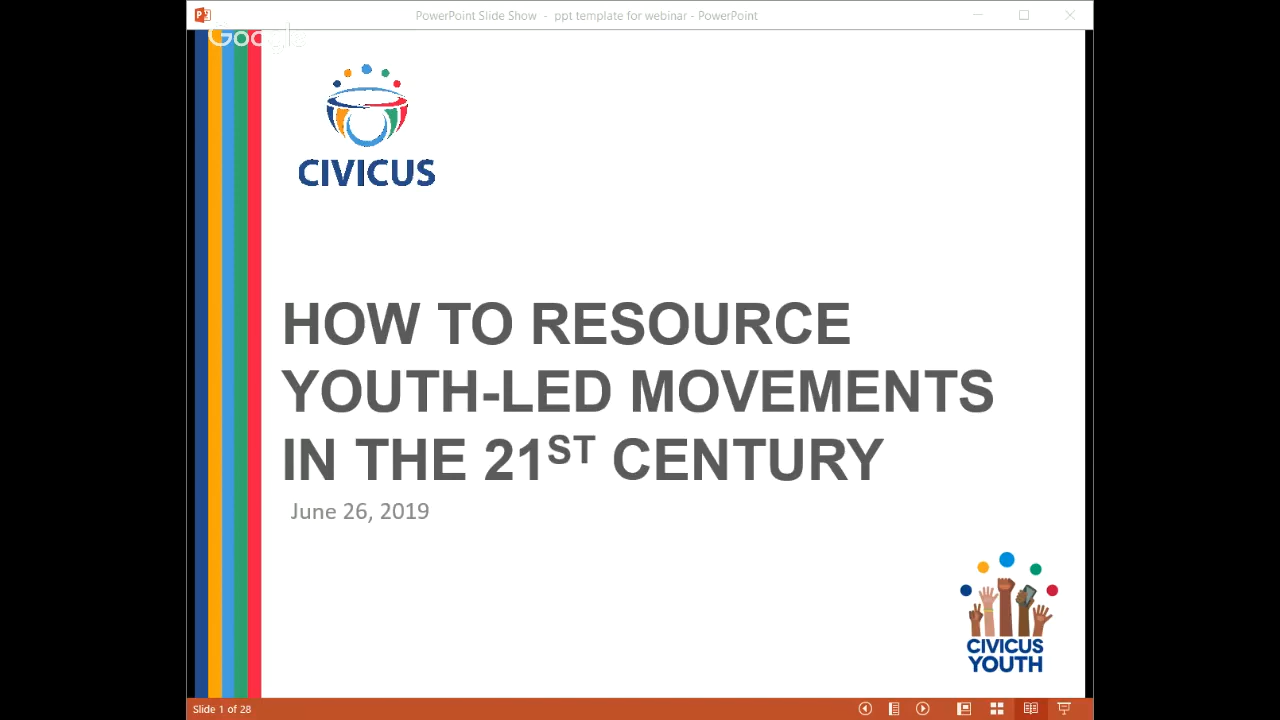 PowerPoint Slide Show - ppt template for webinar - PowerPoint
Google
CIVICUS
HOW TO RESOURCE
YOUTH-LED MOVEMENTS
IN THE 21ST CENTURY
June 26, 2019
CIVICUS
YOUTH
Slide 1 of 28